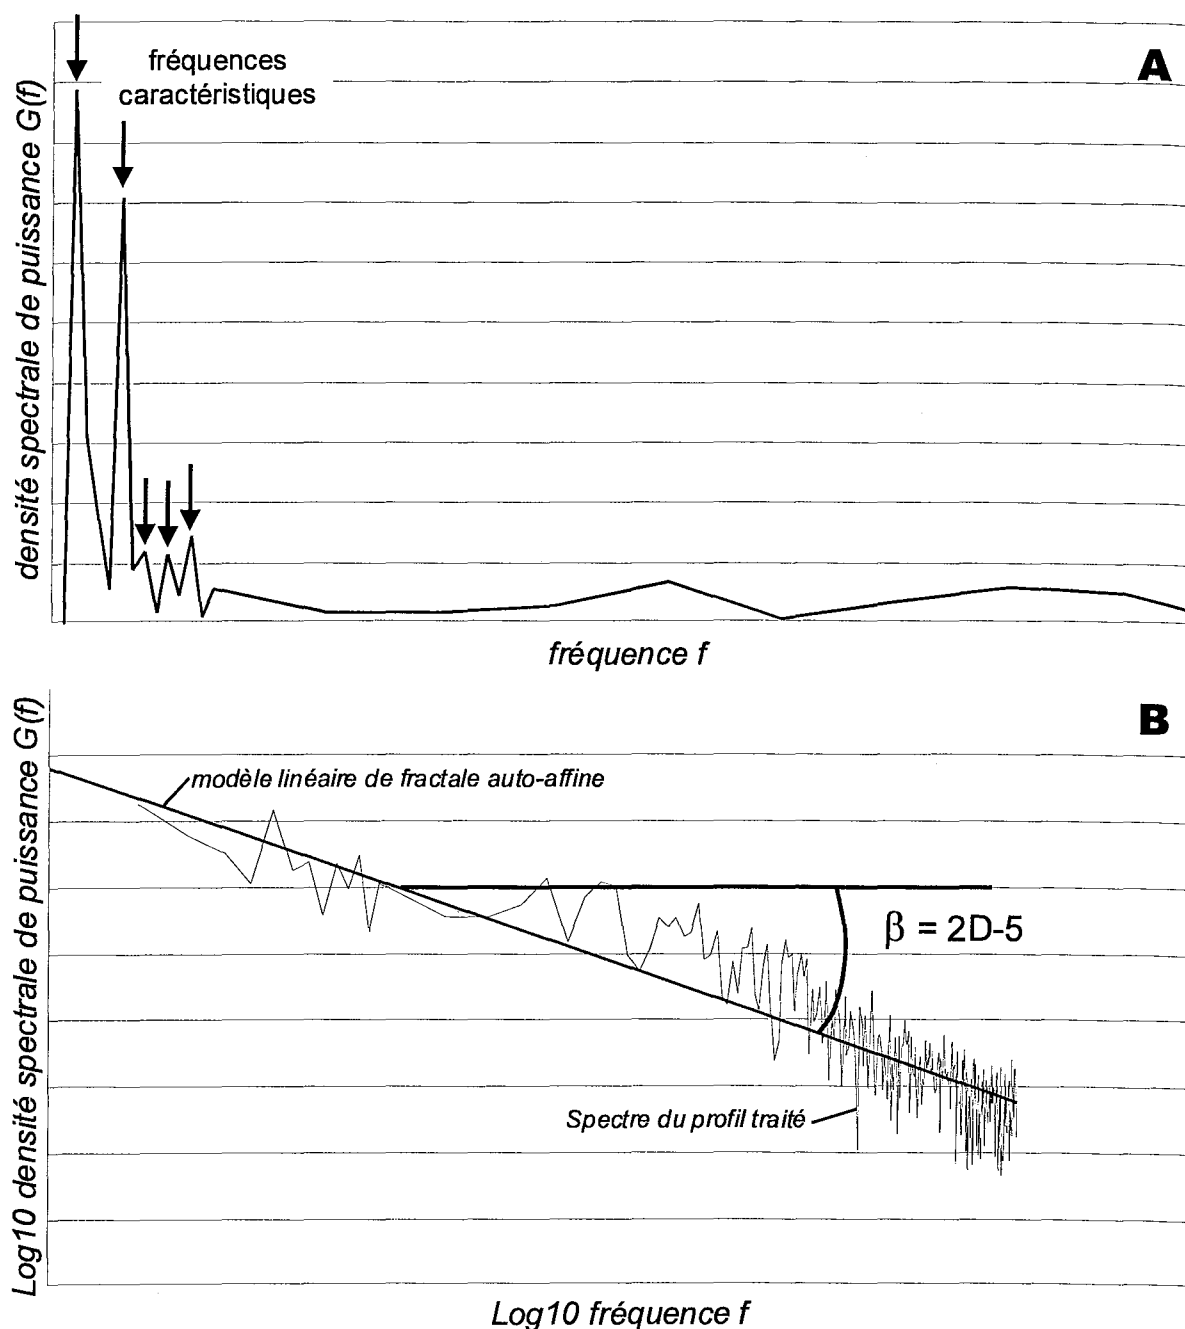 A
fréquences
caractéristiques
densité spectrale de puissance G(f)
fréquence f
B
modèle linéaire de fractale auto-affine
β = 2D-5
Spectre du profil traité
Log10 densité spectrale de puissance G(f)
Log10 fréquence f